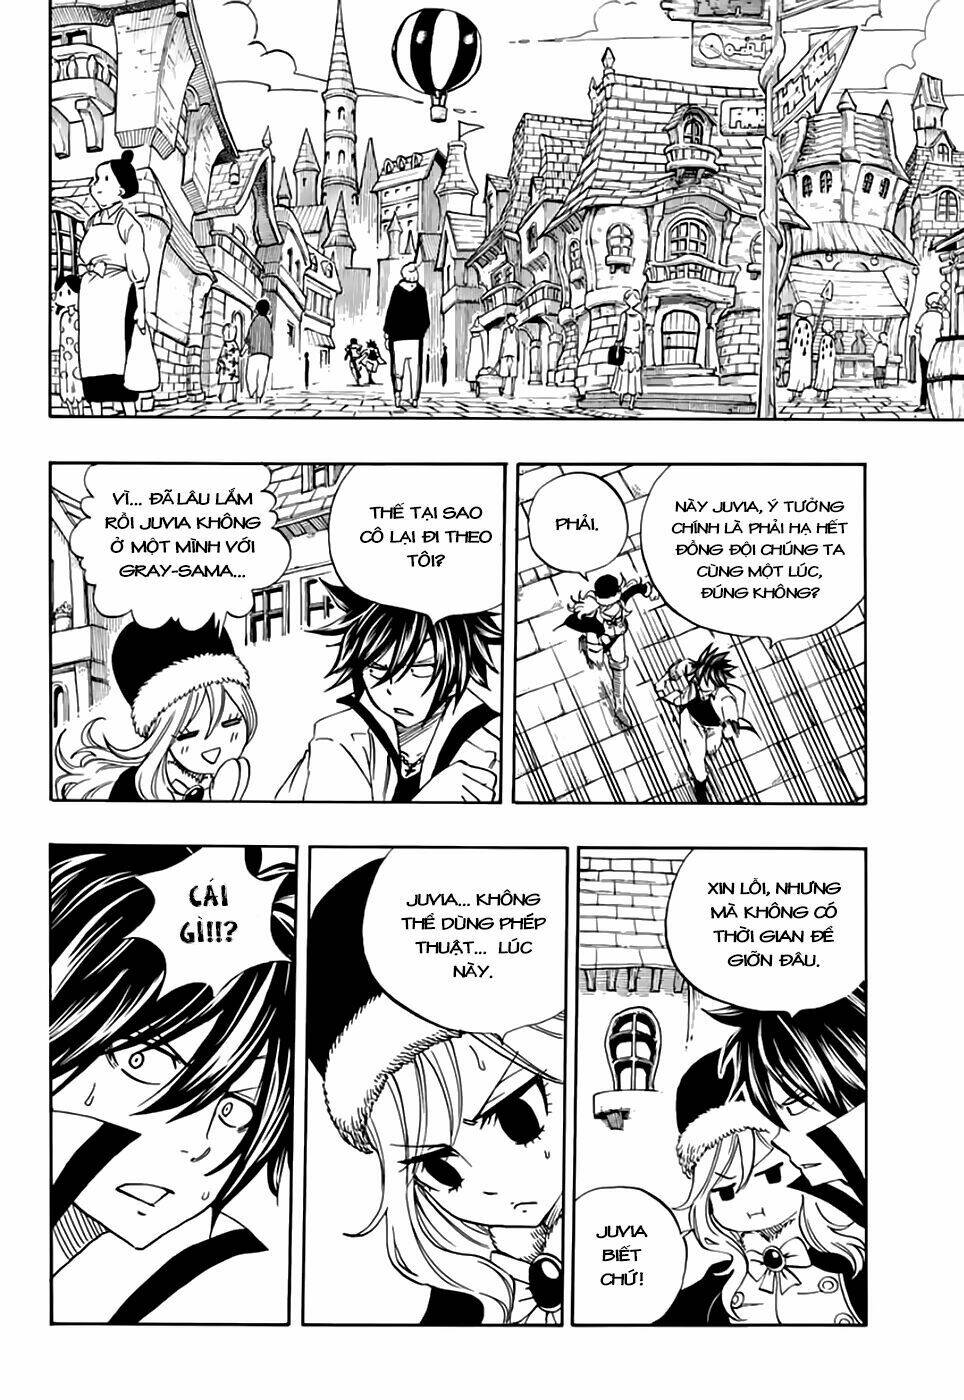 NÀY JUVIA, Ý TƯỞNG
CHÍNH LÀ PHẢI HẠ HẾT
ĐỒNG ĐỘI CHÚNG TA
CÙNG MỘT LÚC,
ĐÚNG KHÔNG?
PHẢI.
THẾ TẠI SAO
CÔ LẠI ĐI THEO
TÔI?
VÌ... ĐÃ LÂU LẮM
RỒI JUVIA KHÔNG
Ở MỘT MÌNH VỚI
GRAY-SAMA...
XIN LỖI, NHƯNG
MÀ KHÔNG CÓ
THỜI GIAN ĐỂ
GIỠN ĐÂU.
JUVIA
BIẾT
CHỨ!
JUVIA... KHÔNG
THỂ DÙNG PHÉP
THUẬT... LÚC
NÀY.
CÁI
GÌ!!!?